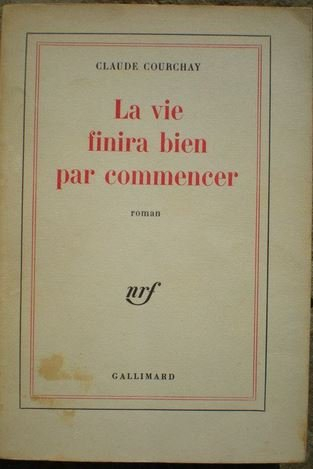 CLAUDE COURCHAY
La vie
finira bien
par commencer
roman
nrf
GALLIMARD